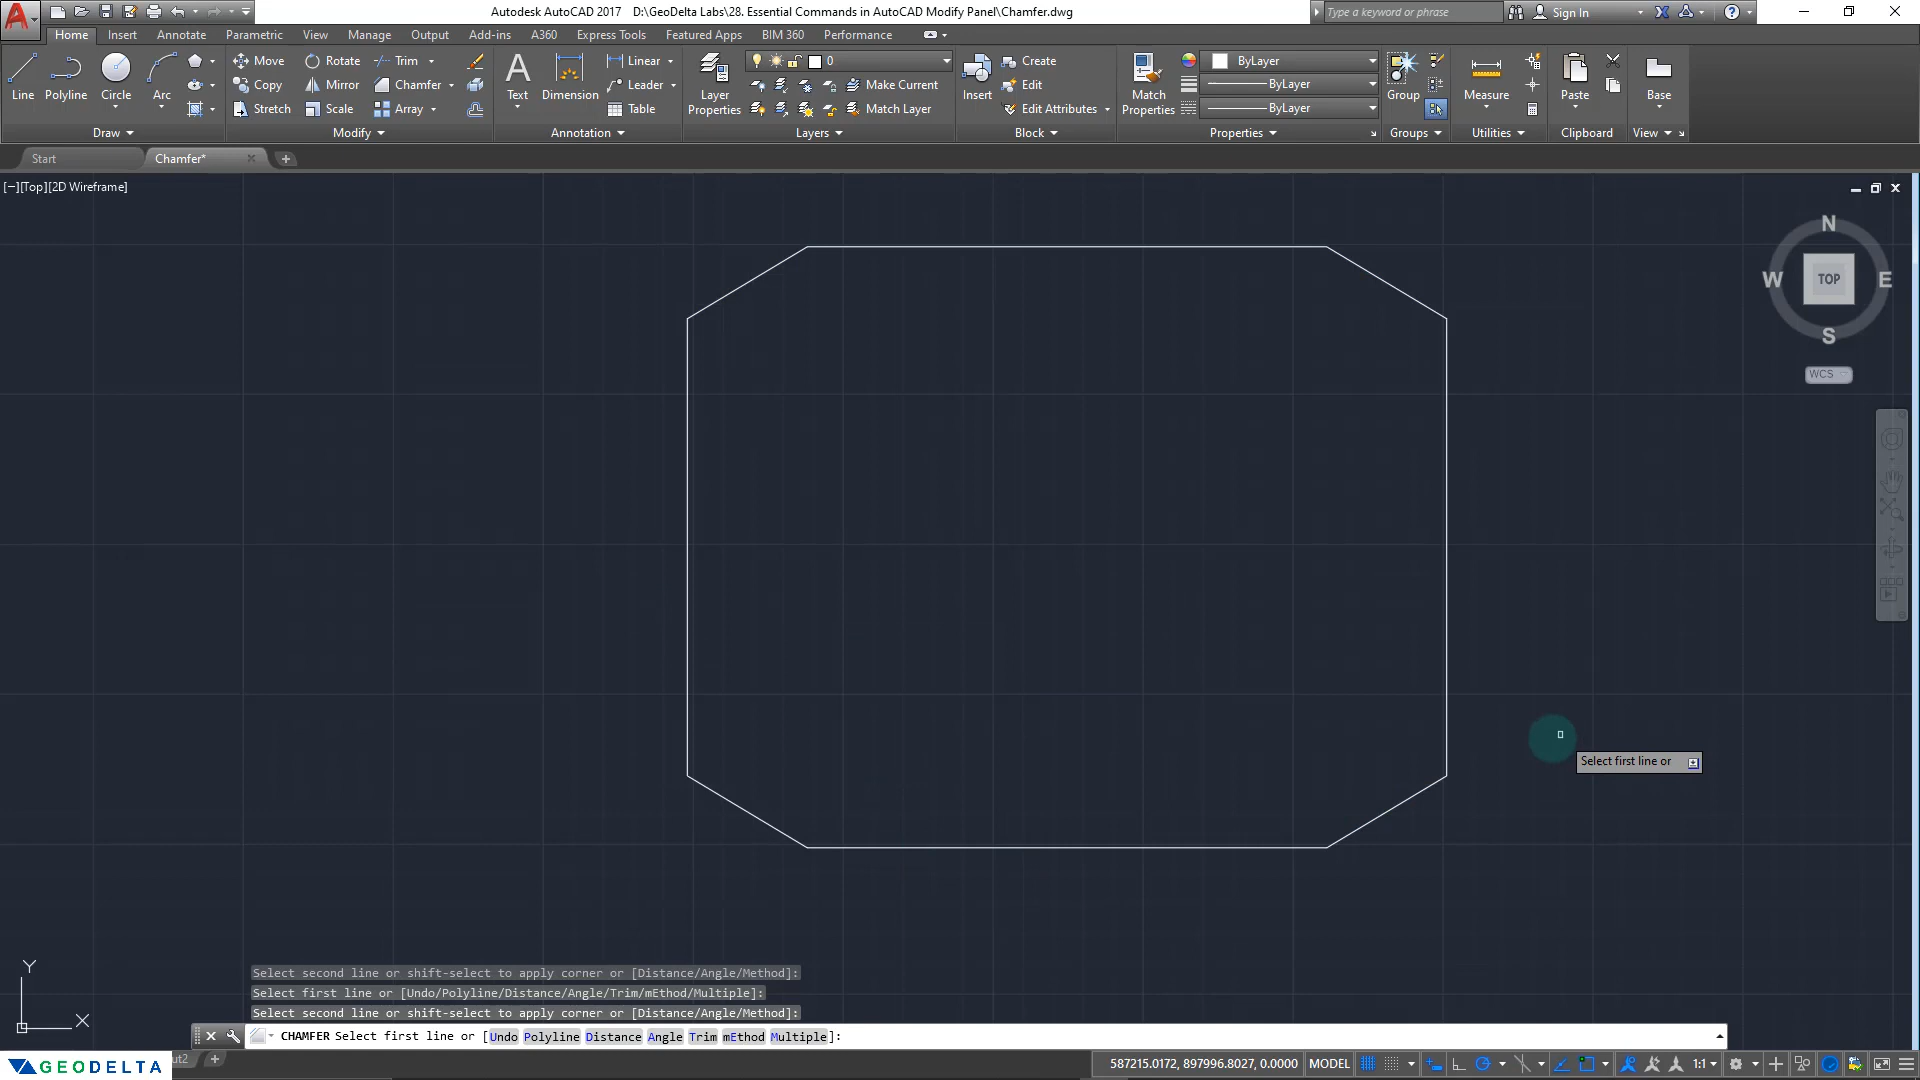 Autodesk AutoCAD 2017 D:\GeoDelta Labs\28. Essential Commands in AutoCAD Modify Panel\Chamfer.dwg
Type a keyword or phrase
Sign In
Home Insert Annotate Parametric View Manage Output Add-ins A360 Express Tools Featured Apps BIM 360 Performance
Line Polyline Circle Arc
Draw
Move Rotate Trim
Copy Mirror Chamfer
Stretch Scale Array
Modify
Text Dimension
Linear
Leader
Table
Annotation
Layer Properties
0
Make Current
Match Layer
Layers
Insert
Create
Edit
Edit Attributes
Block
Match Properties
ByLayer
ByLayer
ByLayer
Properties
Group
Groups
Measure
Utilities
Paste
Clipboard
Base
View
Start Chamfer*
[−][Top][2D Wireframe]
N
W TOP E
S
WCS
Select first line or
Y
X
Select second line or shift-select to apply corner or [Distance/Angle/Method]:
Select first line or [Undo/Polyline/Distance/Angle/Trim/mEthod/Multiple]:
Select second line or shift-select to apply corner or [Distance/Angle/Method]:
CHAMFER Select first line or [Undo Polyline Distance Angle Trim mEthod Multiple]:
GEODELTA
587215.0172, 897996.8027, 0.0000 MODEL 1:1